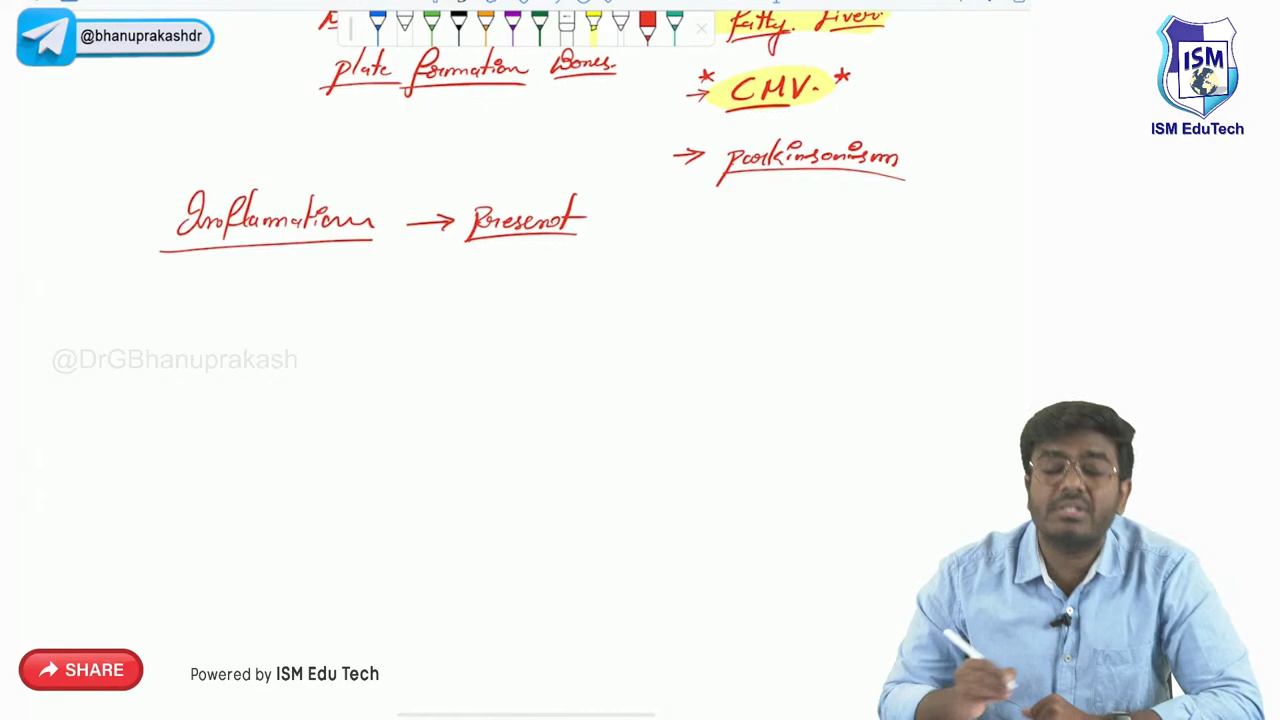 @bhanuprakashdr
Fatty Liver
plate formation Bones.
* → CMV. *
→ parkinsonism
Inflamation → present
ISM
ISM EduTech
@DrGBhanuprakash
SHARE
Powered by ISM Edu Tech